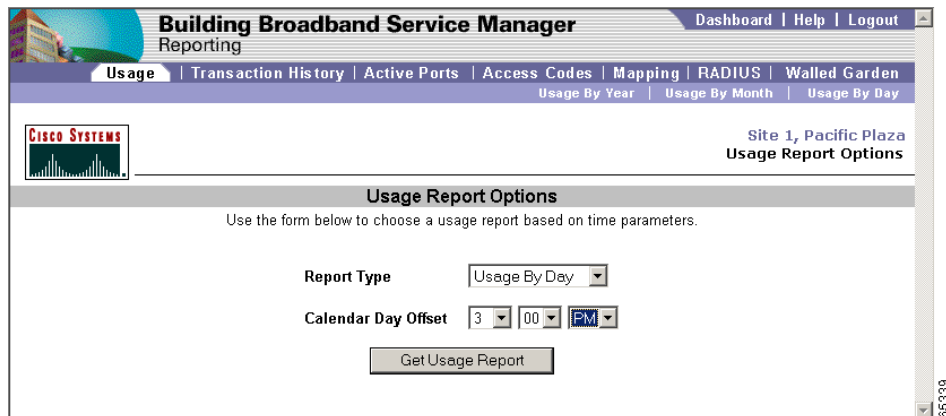 Building Broadband Service Manager
Reporting
Dashboard | Help | Logout
Usage | Transaction History | Active Ports | Access Codes | Mapping | RADIUS | Walled Garden
Usage By Year | Usage By Month | Usage By Day
CISCO SYSTEMS
Site 1, Pacific Plaza
Usage Report Options
Usage Report Options
Use the form below to choose a usage report based on time parameters.
Report Type Usage By Day
Calendar Day Offset 3 00 PM
Get Usage Report